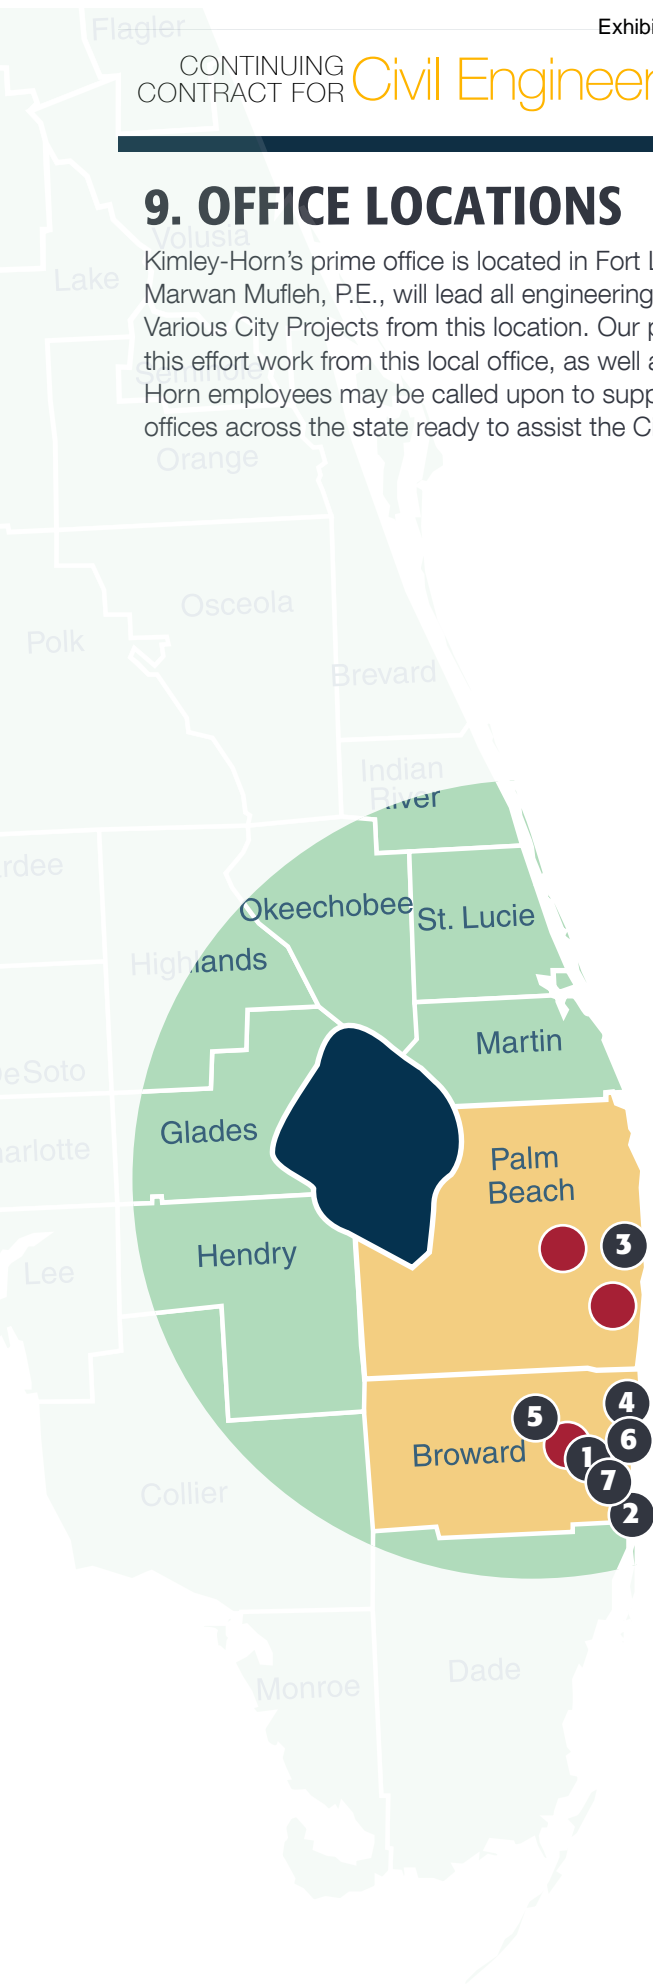 Exhibi
CONTINUING
CONTRACT FOR Civil Engineer
9. OFFICE LOCATIONS
Kimley-Horn's prime office is located in Fort L
Marwan Mufleh, P.E., will lead all engineering
Various City Projects from this location. Our p
this effort work from this local office, as well a
Horn employees may be called upon to supp
offices across the state ready to assist the C
Flagler
Volusia
Lake
Seminole
Orange
Osceola
Polk
Brevard
Indian
River
rdee
Okeechobee
St. Lucie
Highlands
Martin
eSoto
Glades
arlotte
Palm
Beach
3
Hendry
Lee
4
5
6
Broward
1
7
2
Collier
Dade
Monroe